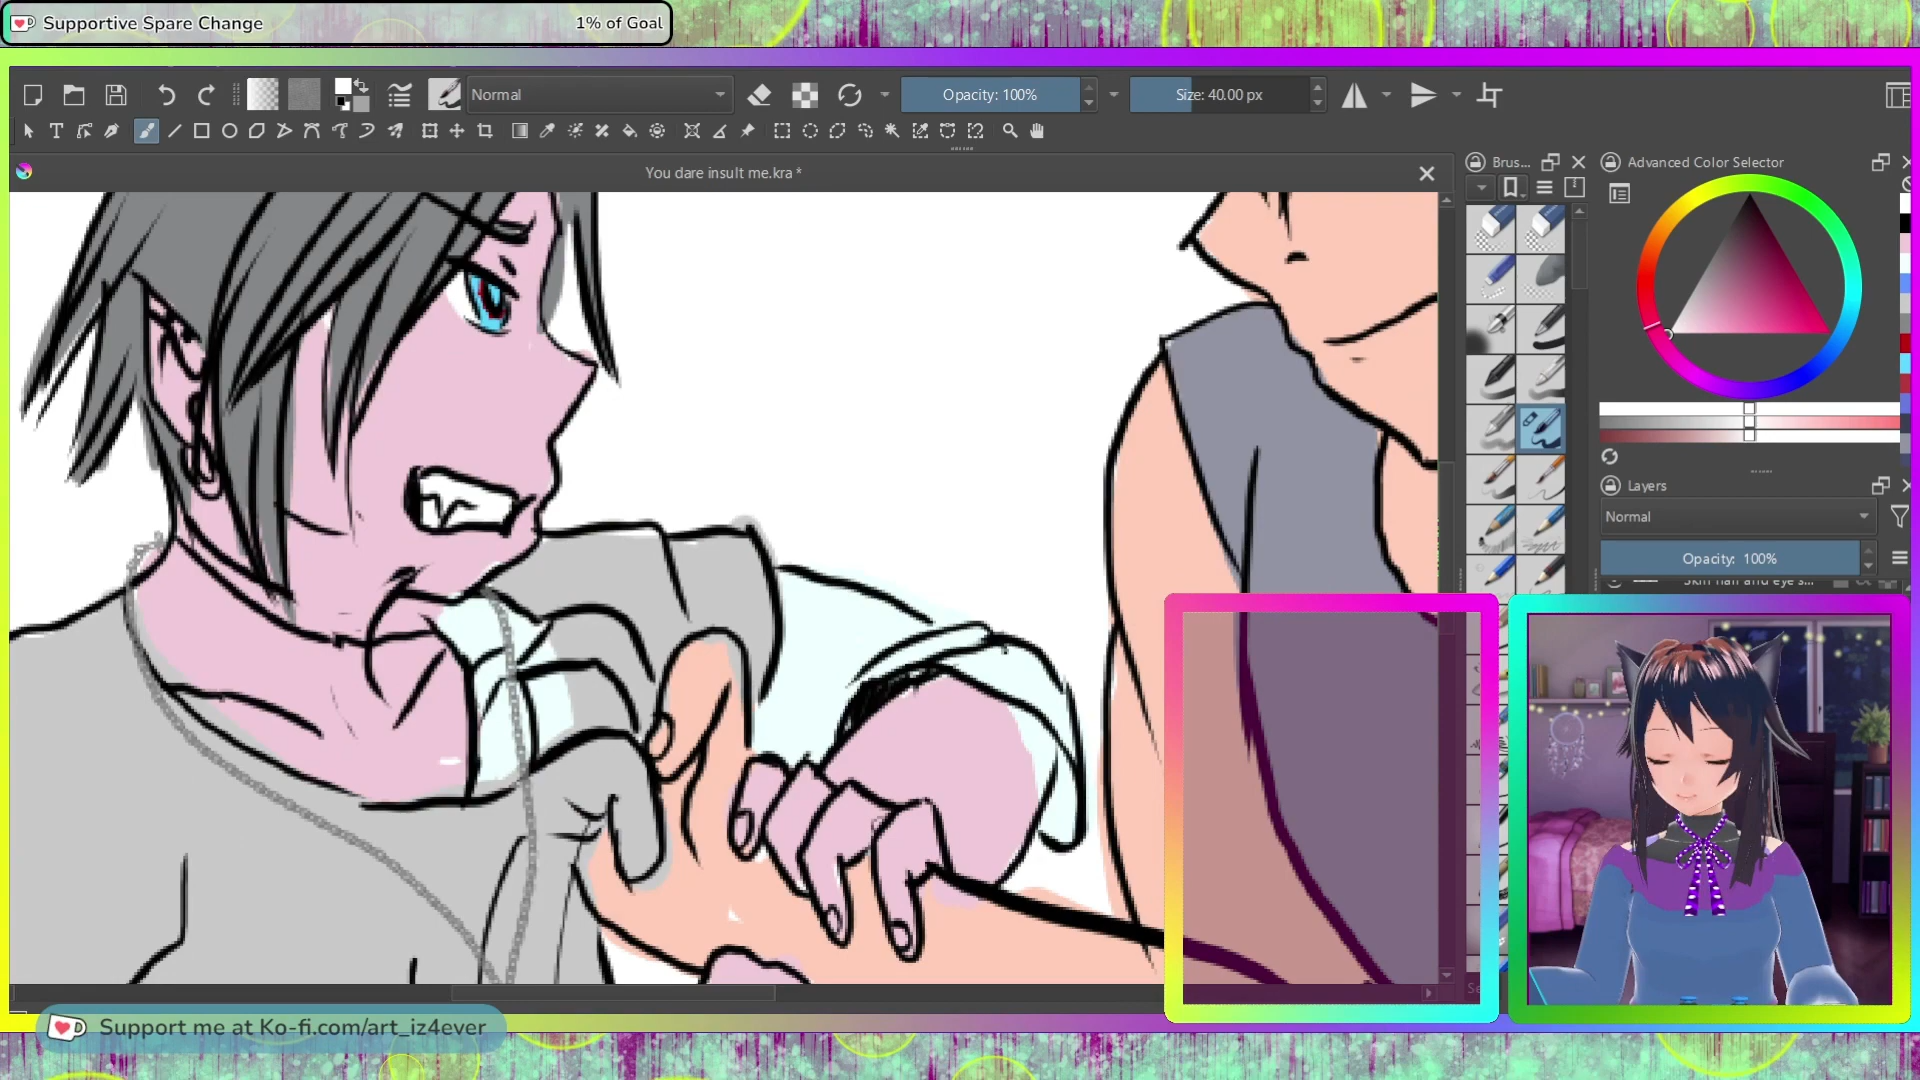 Supportive Spare Change 1% of Goal
Normal Opacity: 100% Size: 40.00 px
You dare insult me.kra *
Brus... Advanced Color Selector
Layers
Normal
Opacity: 100%
Support me at Ko-fi.com/art_iz4ever